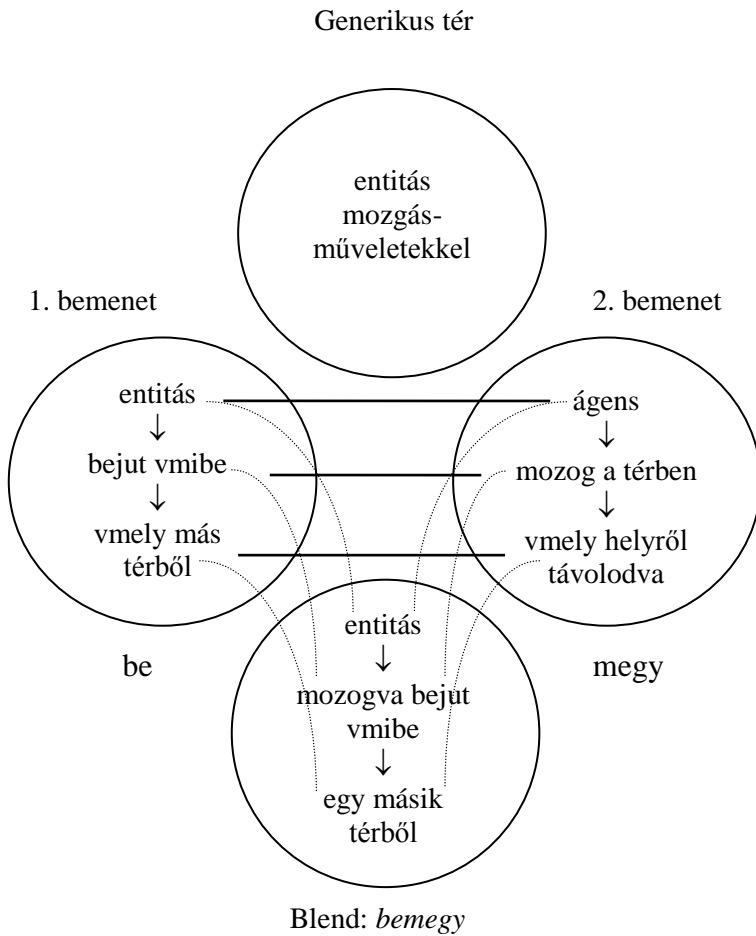 Generikus tér
entitás
mozgás-
műveletekkel
1. bemenet
2. bemenet
entitás
↓
bejut vmibe
↓
vmely más
térből
ágens
↓
mozog a térben
↓
vmely helyről
távolodva
be
megy
entitás
↓
mozogva bejut
vmibe
↓
egy másik
térből
Blend: bemegy